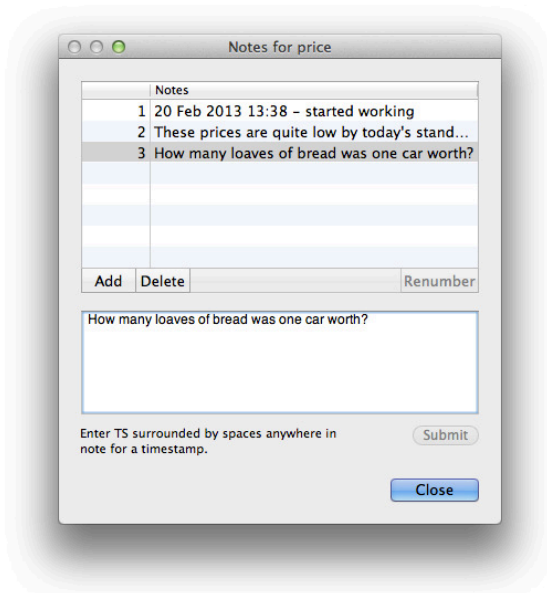 Notes for price
Notes
1 20 Feb 2013 13:38 – started working
2 These prices are quite low by today's stand...
3 How many loaves of bread was one car worth?
Add Delete Renumber
How many loaves of bread was one car worth?
Enter TS surrounded by spaces anywhere in
note for a timestamp.
Submit
Close